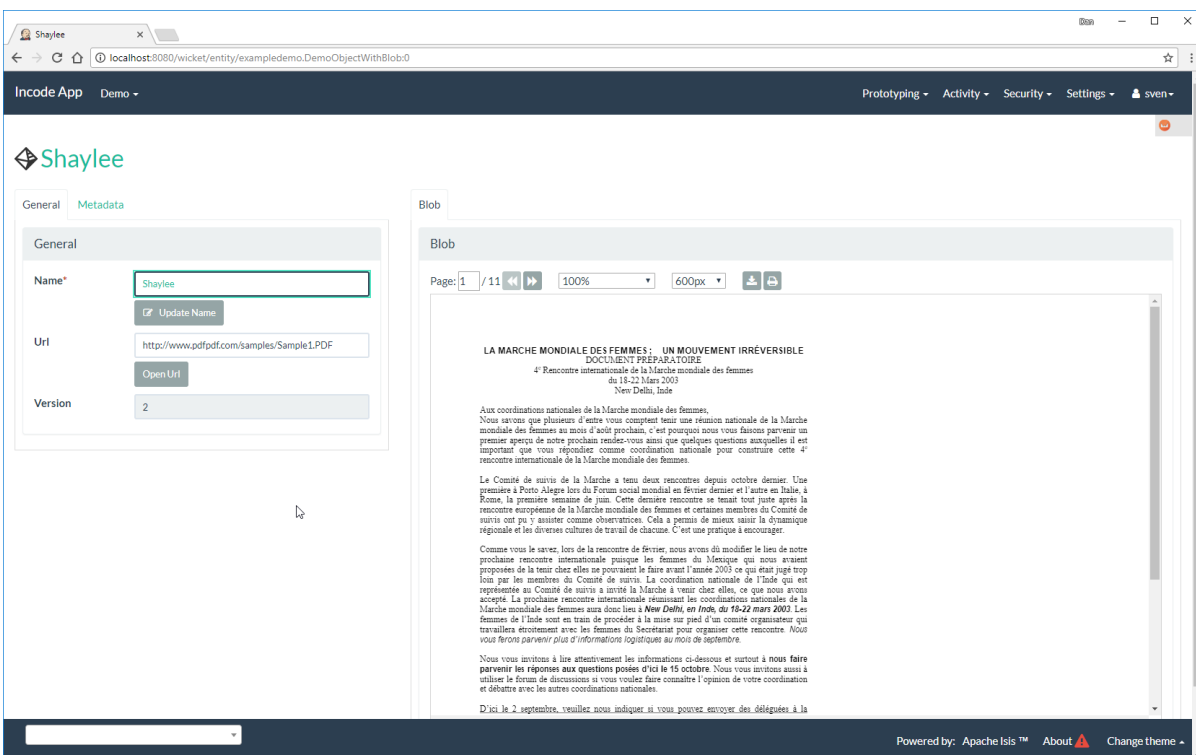 Shaylee
Dan
localhost:8080/wicket/entity/exampledemo.DemoObjectWithBlob:0
Incode App Demo Prototyping Activity Security Settings sven
Shaylee
General Metadata
General
Name*
Shaylee
Update Name
Url
http://www.pdfpdf.com/samples/Sample1.PDF
Open Url
Version
2
Blob
Blob
Page: 1 / 11 100% 600px
LA MARCHE MONDIALE DES FEMMES ; UN MOUVEMENT IRRÉVERSIBLE
DOCUMENT PRÉPARATOIRE
4e Rencontre internationale de la Marche mondiale des femmes
du 18-22 Mars 2003
New Delhi, Inde
Aux coordinations nationales de la Marche mondiale des femmes,
Nous savons que plusieurs d'entre vous comptent tenir une réunion nationale de la Marche
mondiale des femmes au mois d'août prochain, c'est pourquoi nous vous faisons parvenir un
premier aperçu de notre prochain rendez-vous ainsi que quelques questions auxquelles il est
important que vous répondiez comme coordination nationale pour construire cette 4e
rencontre internationale de la Marche mondiale des femmes.
Le Comité de suivis de la Marche a tenu deux rencontres depuis octobre dernier. Une
première à Porto Alegre lors du Forum social mondial en février dernier et l'autre en Italie, à
Rome, la première semaine de juin. Cette dernière rencontre se tenait tout juste après la
rencontre européenne de la Marche mondiale des femmes et certaines membres du Comité de
suivis ont pu y assister comme observatrices. Cela a permis de mieux saisir la dynamique
régionale et les diverses cultures de travail de chacune. C'est une pratique à encourager.
Comme vous le savez, lors de la rencontre de février, nous avons dû modifier le lieu de notre
prochaine rencontre internationale puisque les femmes du Mexique qui nous avaient
proposées de la tenir chez elles ne pouvaient le faire avant l'année 2003 ce qui était jugé trop
loin par les membres du Comité de suivis. La coordination nationale de l'Inde qui est
représentée au Comité de suivis a invité la Marche à venir chez elles, ce que nous avons
accepté. La prochaine rencontre internationale réunissant les coordinations nationales de la
Marche mondiale des femmes aura donc lieu à New Delhi, en Inde, du 18-22 mars 2003. Les
femmes de l'Inde sont en train de procéder à la mise sur pied d'un comité organisateur qui
travaillera étroitement avec les femmes du Secrétariat pour organiser cette rencontre. Nous
vous ferons parvenir plus d'informations logistiques au mois de septembre.
Nous vous invitons à lire attentivement les informations ci-dessous et surtout à nous faire
parvenir les réponses aux questions posées d'ici le 15 octobre. Nous vous invitons aussi à
utiliser le forum de discussions si vous voulez faire connaître l'opinion de votre coordination
et débattre avec les autres coordinations nationales.
D'ici le 2 septembre, veuillez nous indiquer si vous pouvez envoyer des déléguées à la
Powered by: Apache Isis ™ About Change theme